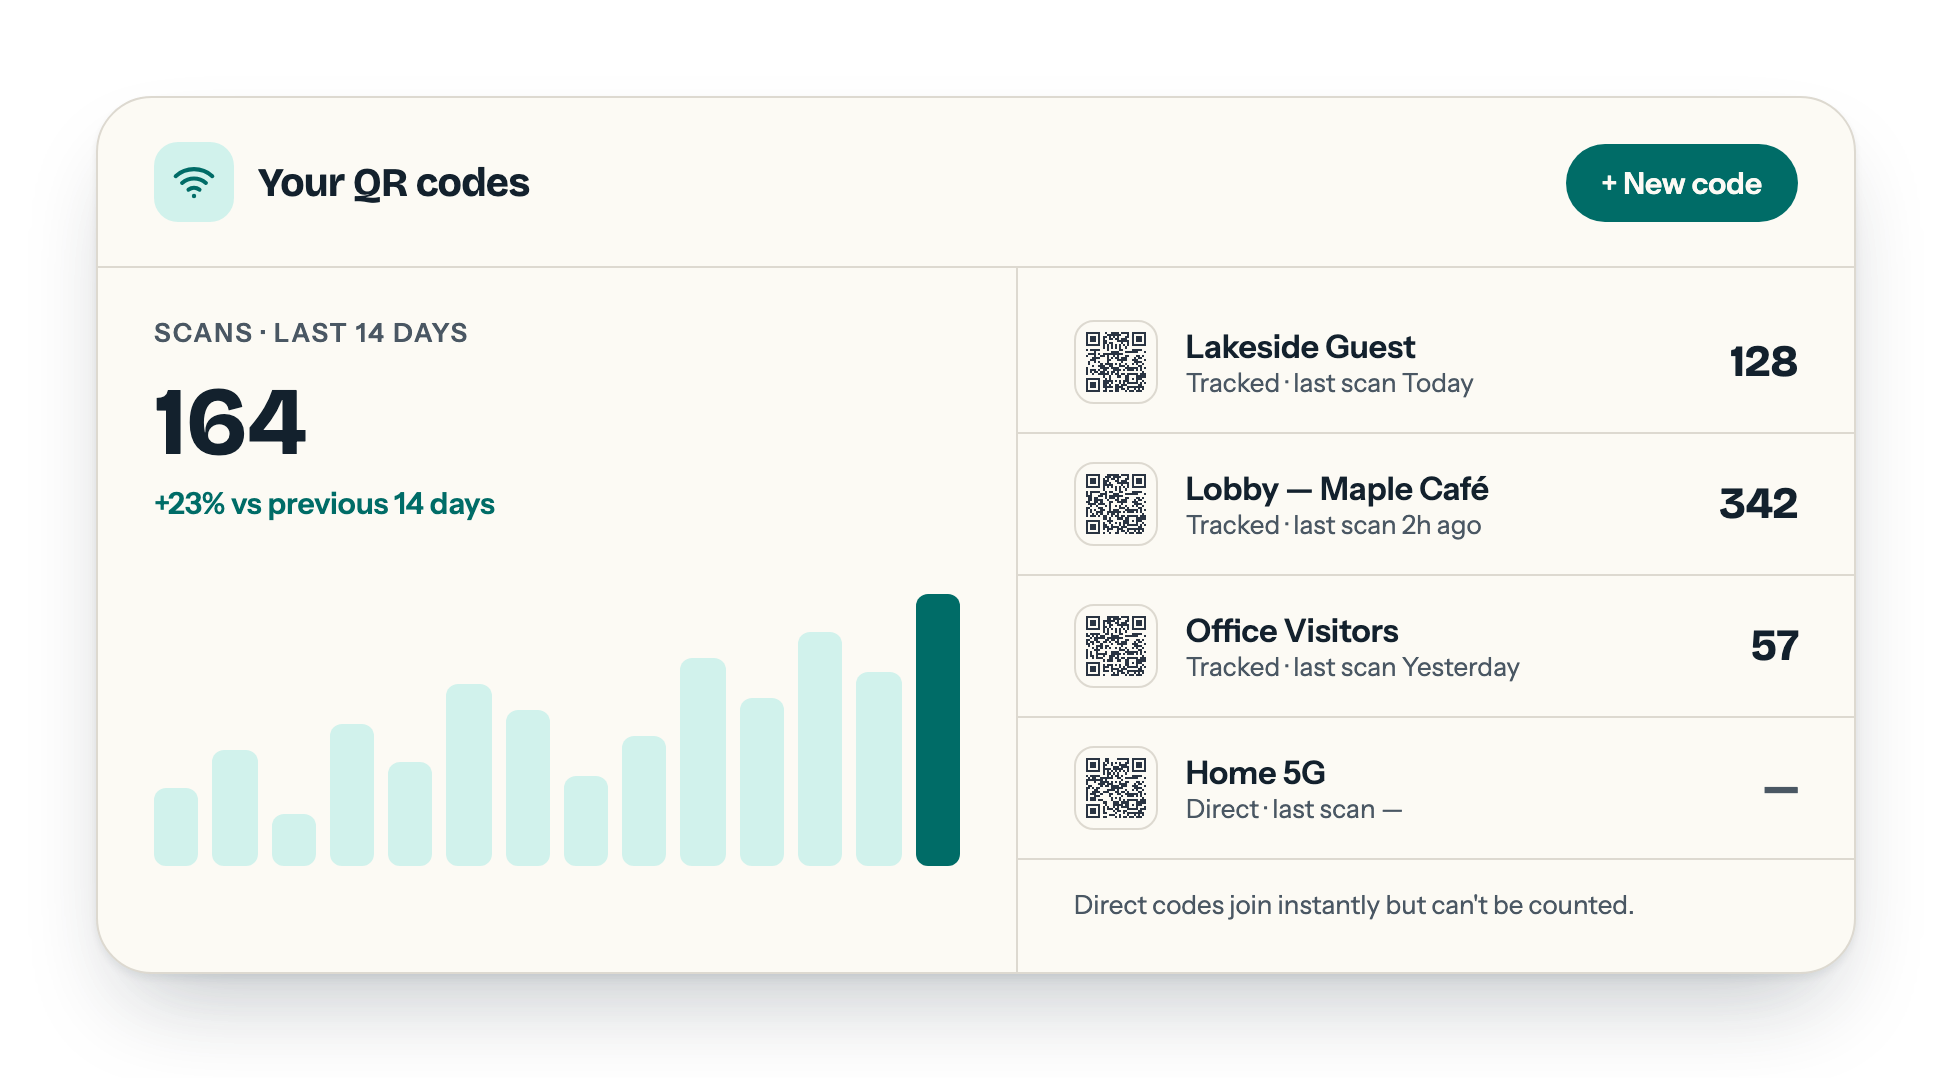 Your QR codes
+ New code
SCANS · LAST 14 DAYS
164
+23% vs previous 14 days
Lakeside Guest
Tracked · last scan Today
128
Lobby — Maple Café
Tracked · last scan 2h ago
342
Office Visitors
Tracked · last scan Yesterday
57
Home 5G
Direct · last scan —
—
Direct codes join instantly but can't be counted.